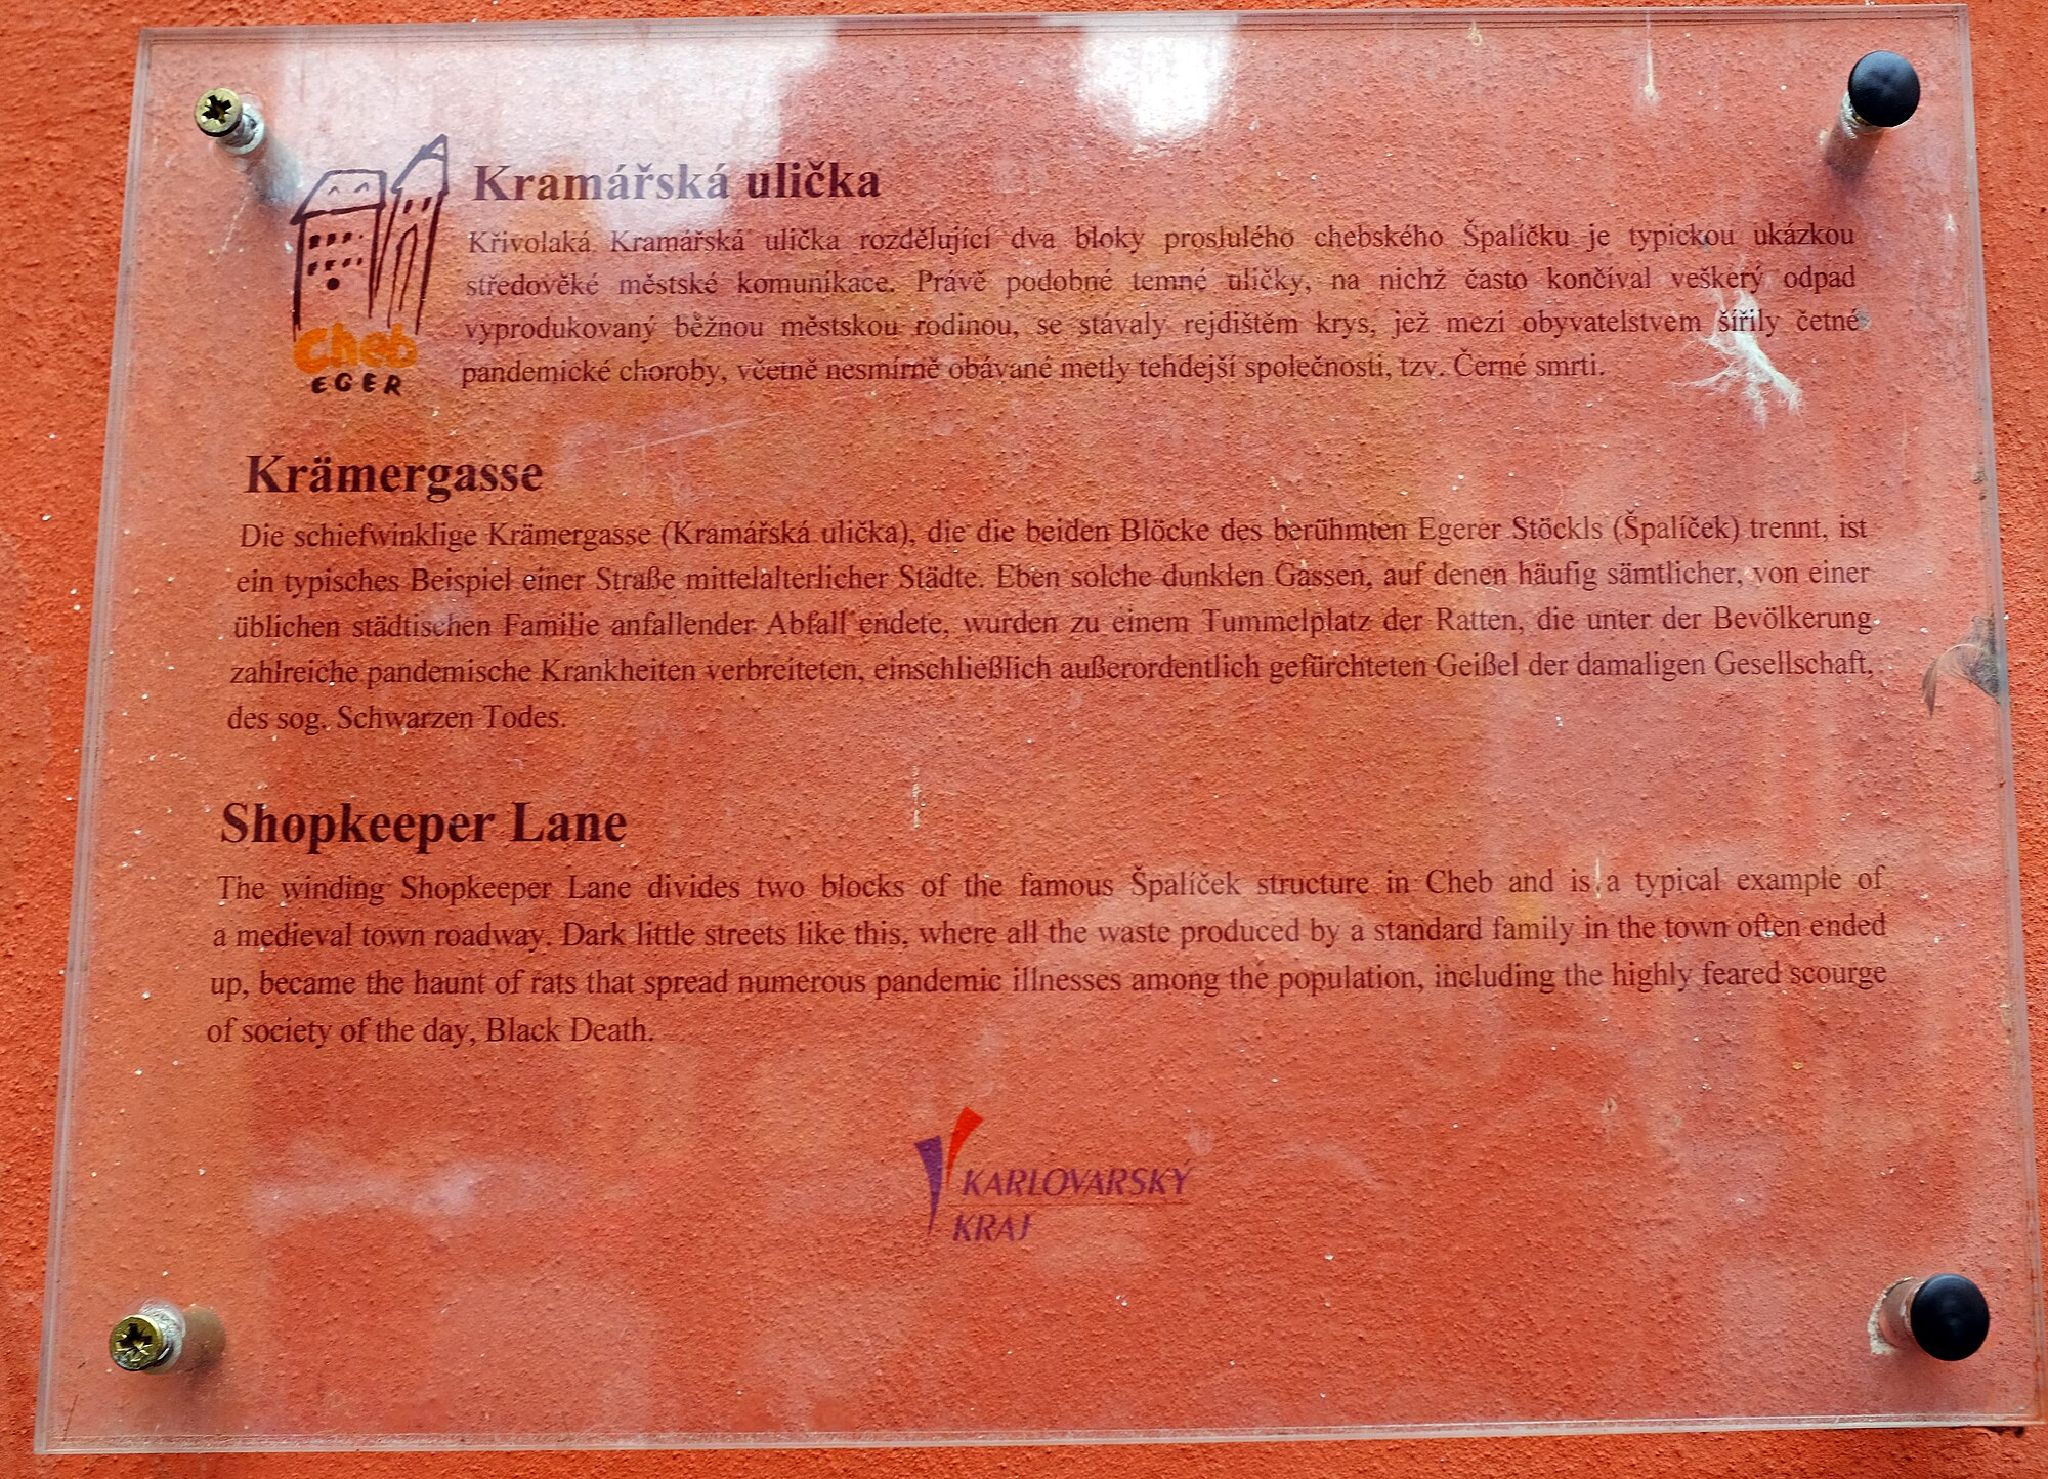 Kramářská ulička
Křivolaká Kramářská ulička rozdělující dva bloky proslulého chebského Špalíčku je typickou ukázkou
středověké městské komunikace. Právě podobné temné uličky, na nichž často končíval veškerý odpad
vyprodukovaný běžnou městskou rodinou, se stávaly rejdištěm krys, jež mezi obyvatelstvem šířily četné
pandemické choroby, včetně nesmírně obávané metly tehdejší společnosti, tzv. Černé smrti.
Cheb
EGER
Krämergasse
Die schiefwinklige Krämergasse (Kramářská ulička), die die beiden Blöcke des berühmten Egerer Stöckls (Špalíček) trennt, ist
ein typisches Beispiel einer Straße mittelalterlicher Städte. Eben solche dunklen Gassen, auf denen häufig sämtlicher, von einer
üblichen städtischen Familie anfallender Abfall endete, wurden zu einem Tummelplatz der Ratten, die unter der Bevölkerung
zahlreiche pandemische Krankheiten verbreiteten, einschließlich außerordentlich gefürchteten Geißel der damaligen Gesellschaft,
des sog. Schwarzen Todes.
Shopkeeper Lane
The winding Shopkeeper Lane divides two blocks of the famous Špalíček structure in Cheb and is a typical example of
a medieval town roadway. Dark little streets like this, where all the waste produced by a standard family in the town often ended
up, became the haunt of rats that spread numerous pandemic illnesses among the population, including the highly feared scourge
of society of the day, Black Death.
KARLOVARSKÝ
KRAJ